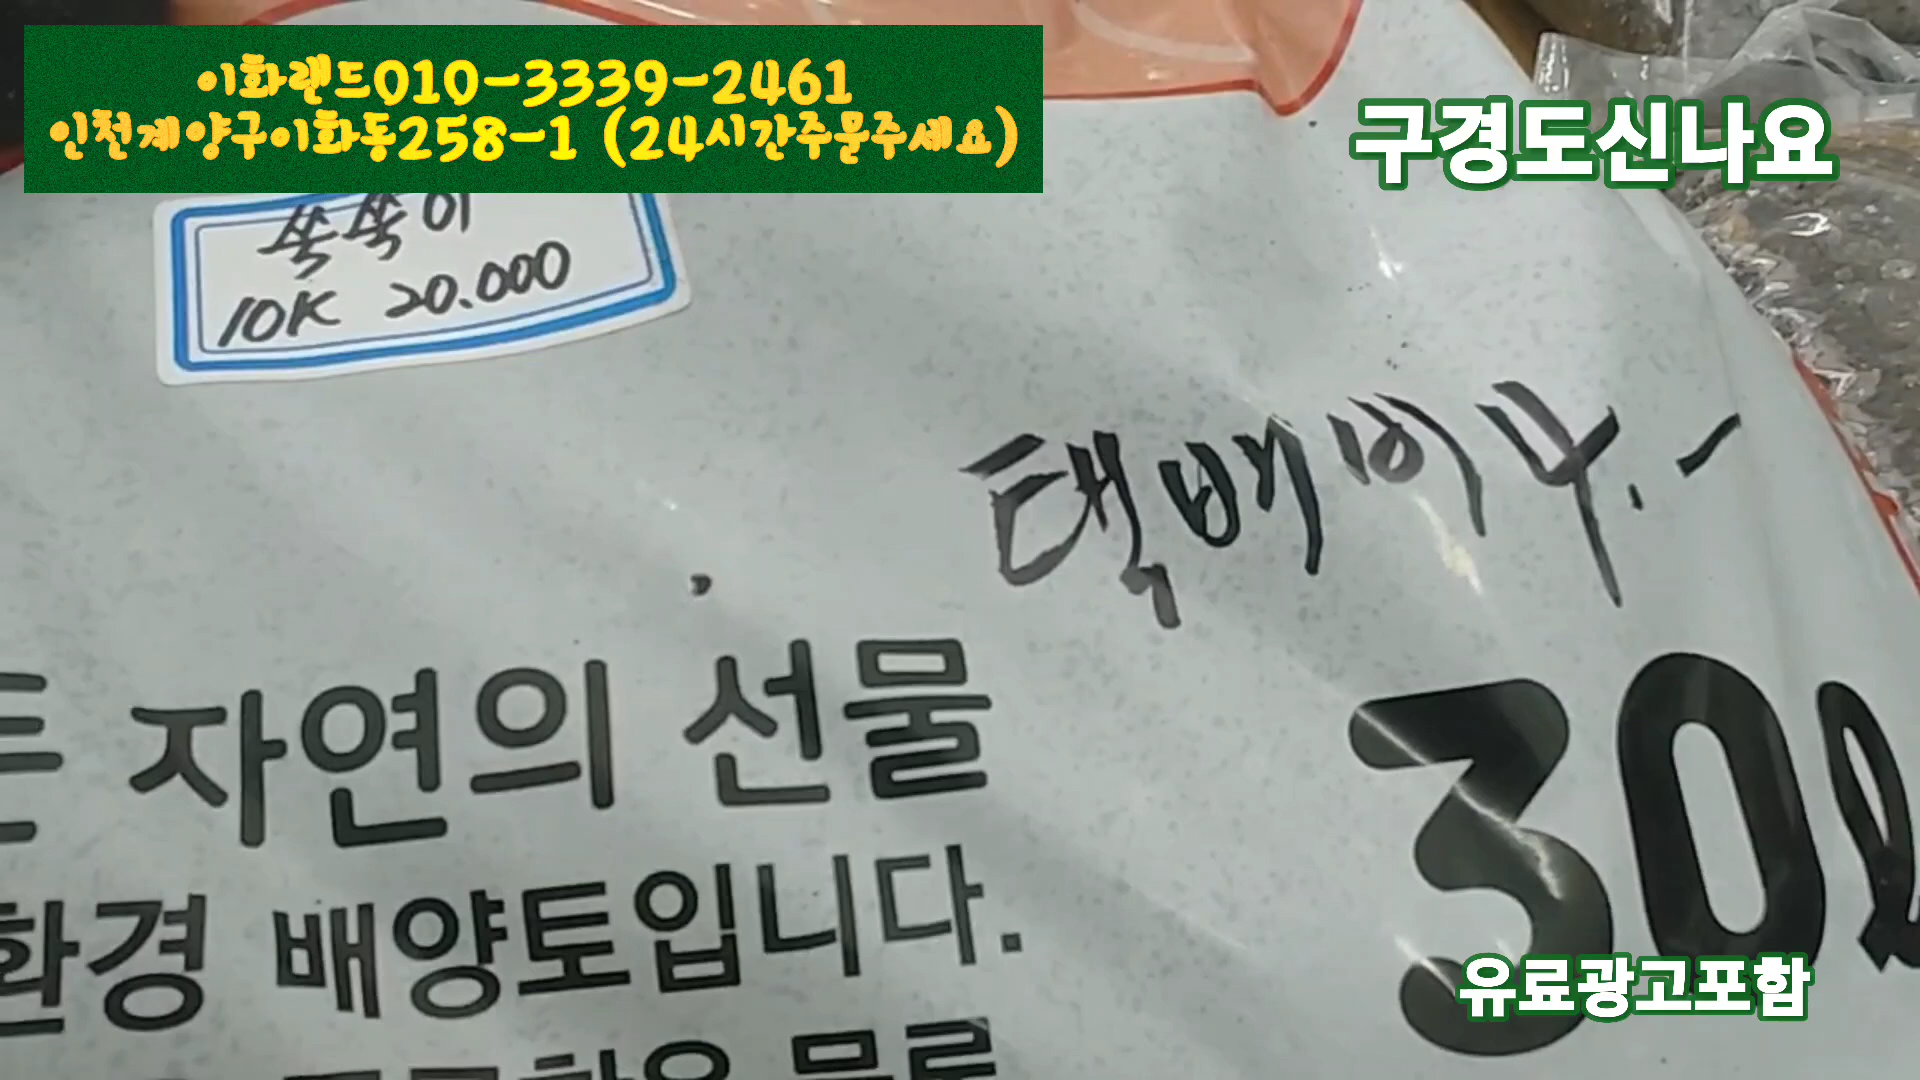 이화랜드010-3339-2461
인천계양구이화동258-1 (24시간주문주세요)
구경도신나요
쏙쏙이
10K 20.000
택배비
자연의 선물
30ℓ
환경 배양토입니다.
유료광고포함